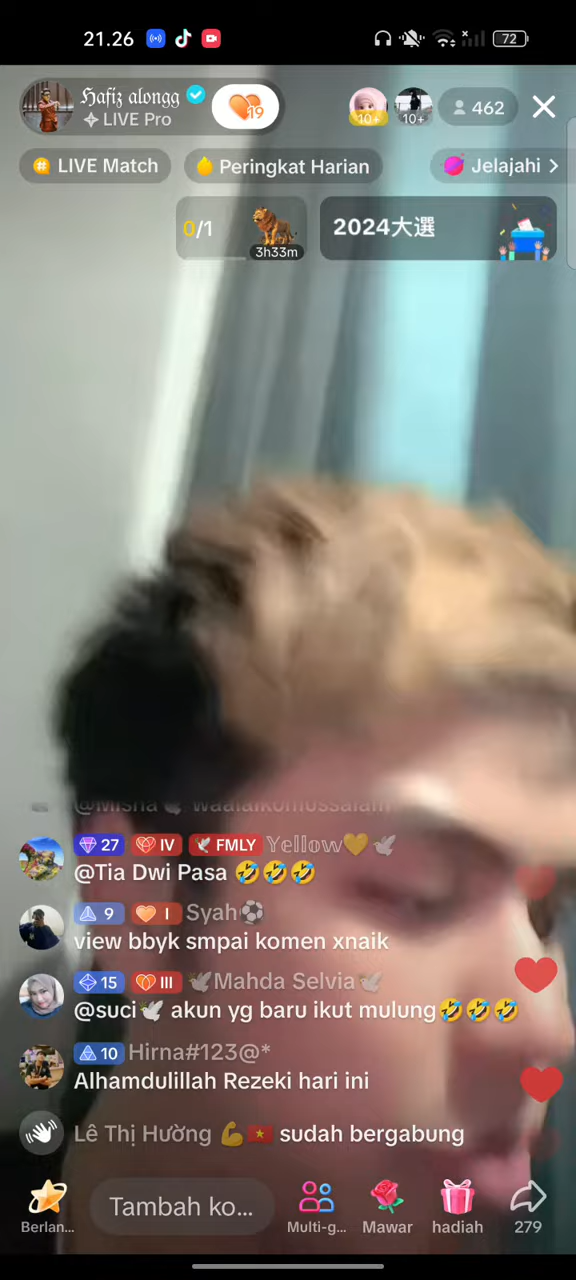 21.26
72
ℌ𝔞𝔣𝔦𝔷 𝔞𝔩𝔬𝔫𝔤𝔤
LIVE Pro
19
10+
10+
462
LIVE Match
Peringkat Harian
Jelajahi >
0/1
3h33m
2024大選
@Misha 🕊 waalaikomussalam
27 IV FMLY 𝕐𝕖𝕝𝕝𝕠𝕨💛🕊
@Tia Dwi Pasa 🤣🤣🤣
9 I Syah⚽
view bbyk smpai komen xnaik
15 III 🕊Mahda Selvia🕊
@suci🕊 akun yg baru ikut mulung🤣🤣🤣
10 Hirna#123@*
Alhamdulillah Rezeki hari ini
Lê Thị Hường 💪🇻🇳 sudah bergabung
Tambah ko...
Berlan...
Multi-g...
Mawar
hadiah
279